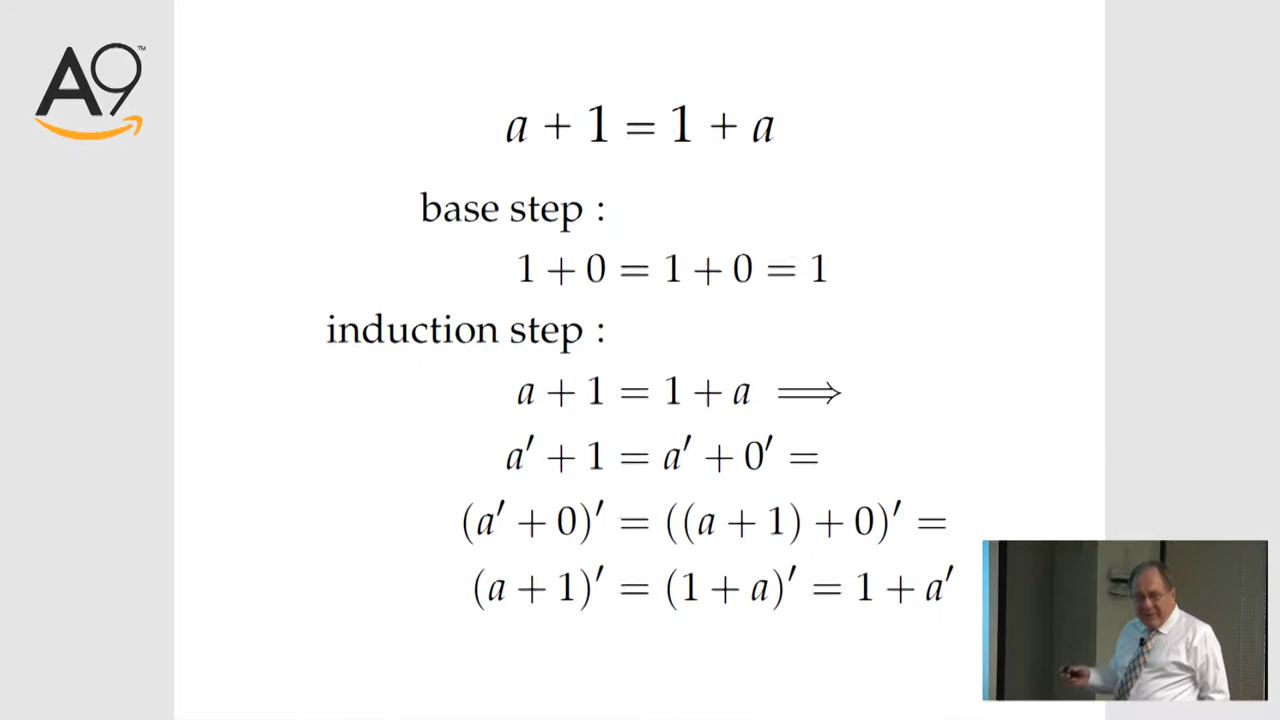 A9™
a + 1 = 1 + a
base step :
1 + 0 = 1 + 0 = 1
induction step :
a + 1 = 1 + a ⟹
a′ + 1 = a′ + 0′ =
(a′ + 0)′ = ((a + 1) + 0)′ =
(a + 1)′ = (1 + a)′ = 1 + a′